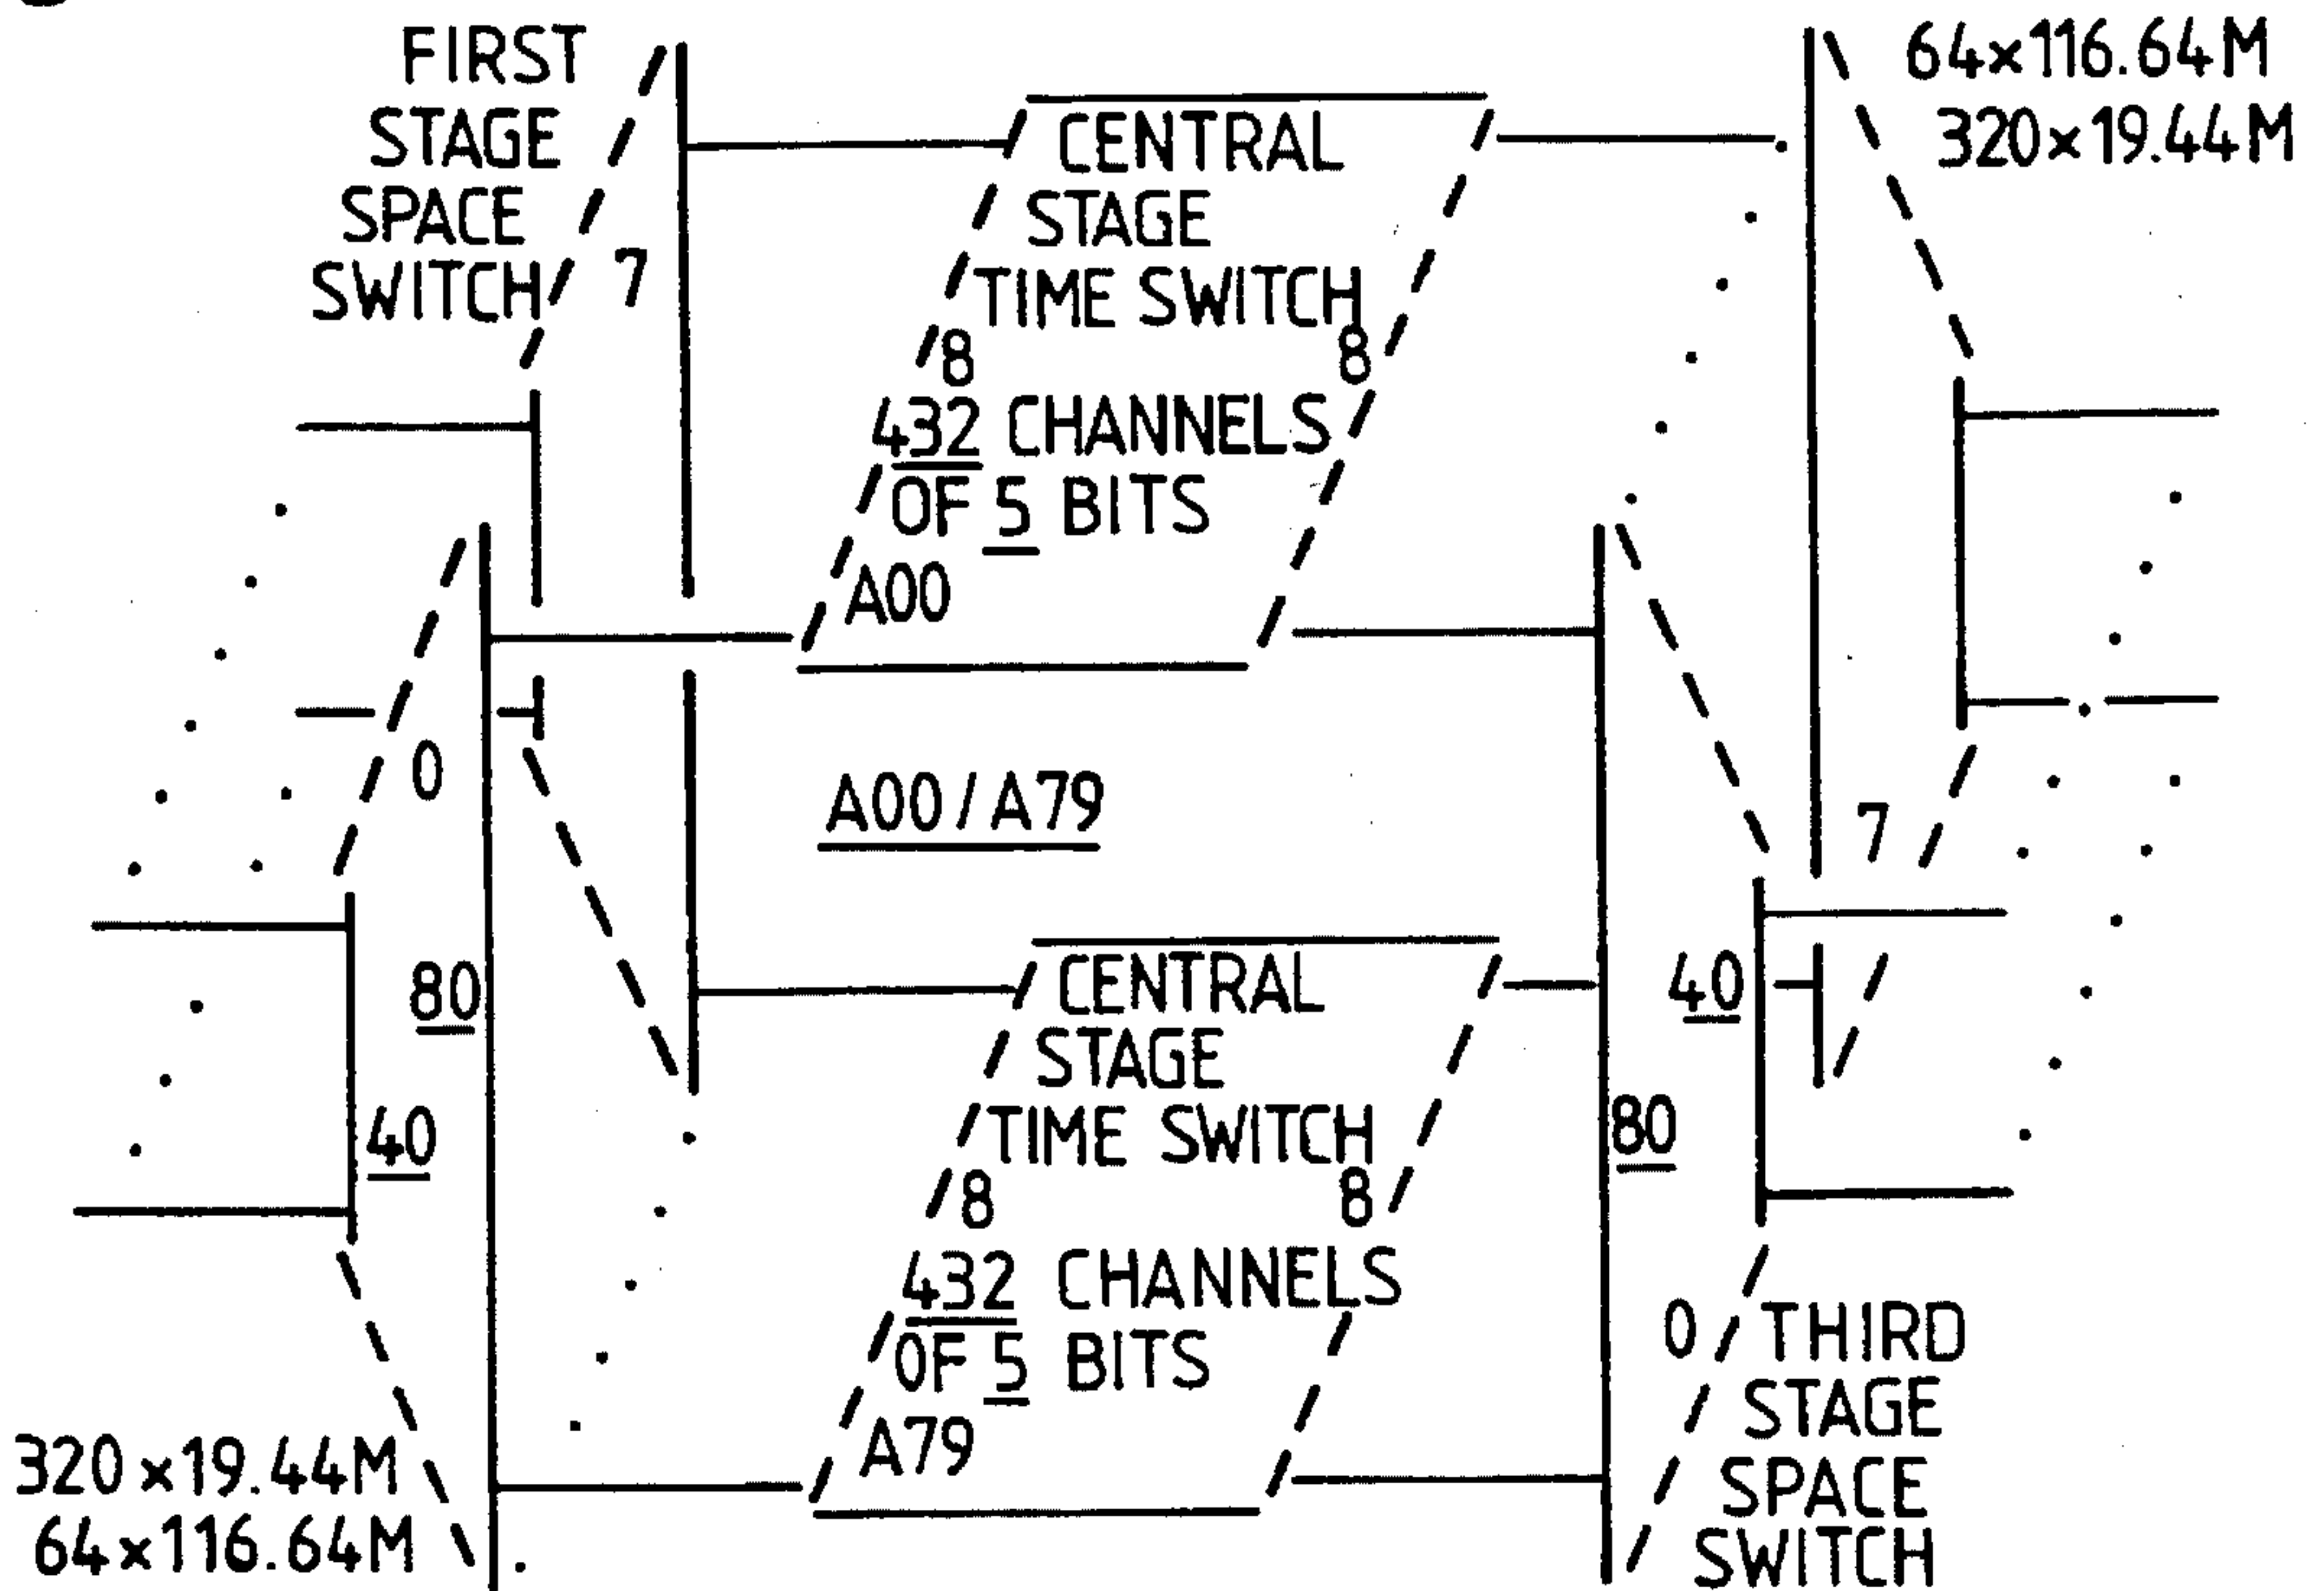 FIRST
STAGE
SPACE
SWITCH
7
CENTRAL
STAGE
TIME SWITCH
8 8
432 CHANNELS
OF 5 BITS
A00
64×116.64M
320×19.44M
0
A00/A79
7
80
40
CENTRAL
STAGE
TIME SWITCH
8 8
432 CHANNELS
OF 5 BITS
A79
40
80
320×19.44M
64×116.64M
0
THIRD
STAGE
SPACE
SWITCH